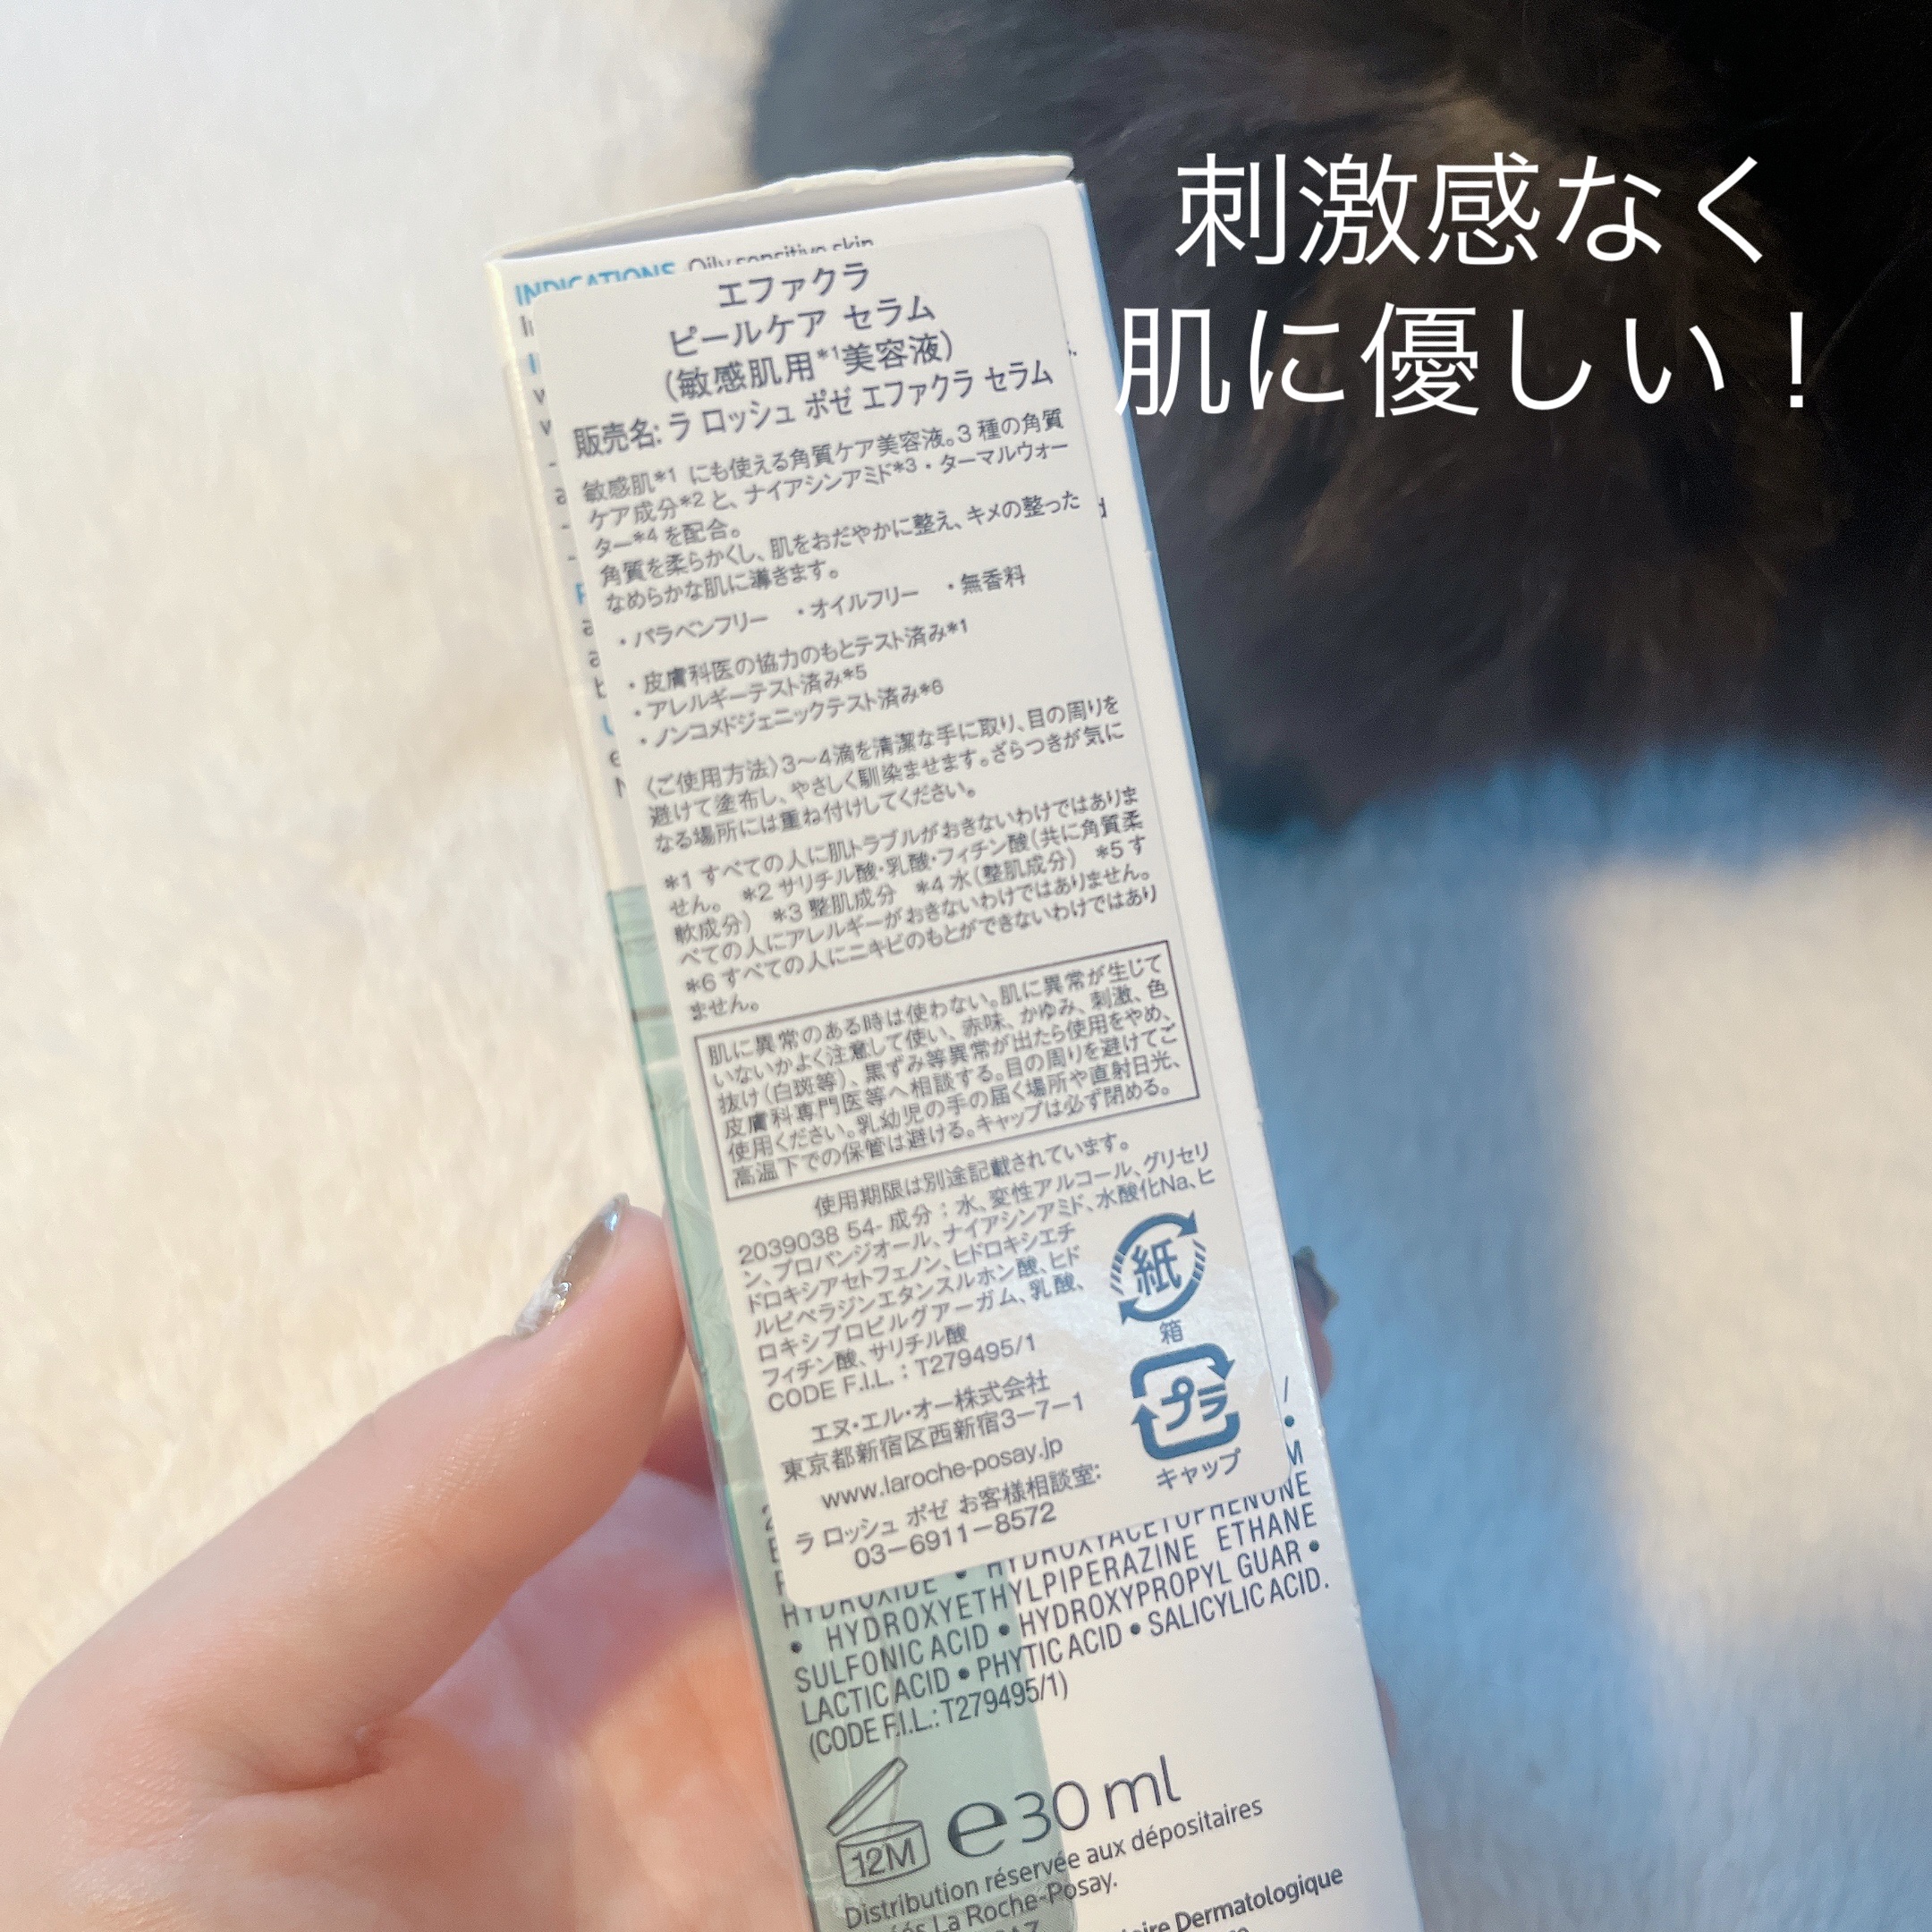 刺激感なく
肌に優しい！
INDICATIONS Oily sensitive skin
エファクラ
ピールケア セラム
(敏感肌用*1美容液)
販売名: ラ ロッシュ ポゼ エファクラ セラム
敏感肌*1 にも使える角質ケア美容液。3 種の角質
ケア成分*2 と、ナイアシンアミド*3・ターマルウォー
ター*4 を配合。
角質を柔らかくし、肌をおだやかに整え、キメの整った
なめらかな肌に導きます。
・パラベンフリー ・オイルフリー ・無香料
・皮膚科医の協力のもとテスト済み*1
・アレルギーテスト済み*5
・ノンコメドジェニックテスト済み*6
〈ご使用方法〉3〜4滴を清潔な手に取り、目の周りを
避けて塗布し、やさしく馴染ませます。ざらつきが気に
なる場所には重ね付けしてください。
*1 すべての人に肌トラブルがおきないわけではありま
せん。 *2 サリチル酸・乳酸・フィチン酸(共に角質柔
軟成分) *3 整肌成分 *4 水(整肌成分) *5 す
べての人にアレルギーがおきないわけではありません。
*6 すべての人にニキビのもとができないわけではあり
ません。
肌に異常のある時は使わない。肌に異常が生じて
いないかよく注意して使い、赤味、かゆみ、刺激、色
抜け(白斑等)、黒ずみ等異常が出たら使用をやめ、
皮膚科専門医等へ相談する。目の周りを避けてご
使用ください。乳幼児の手の届く場所や直射日光、
高温下での保管は避ける。キャップは必ず閉める。
使用期限は別途記載されています。
2039038 54- 成分：水、変性アルコール、グリセリ
ン、プロパンジオール、ナイアシンアミド、水酸化Na、ヒ
ドロキシアセトフェノン、ヒドロキシエチ
ルピペラジンエタンスルホン酸、ヒド
ロキシプロピルグアーガム、乳酸、
フィチン酸、サリチル酸
CODE F.I.L. : T279495/1
紙
箱
プラ
キャップ
エヌ・エル・オー株式会社
東京都新宿区西新宿3−7−1
www.laroche-posay.jp
ラ ロッシュ ポゼ お客様相談室:
03−6911−8572
HYDROXIDE • HYDROXYACETOPHENONE
• HYDROXYETHYLPIPERAZINE ETHANE
SULFONIC ACID • HYDROXYPROPYL GUAR •
LACTIC ACID • PHYTIC ACID • SALICYLIC ACID.
(CODE F.I.L.: T279495/1)
12M e 30 ml
Distribution réservée aux dépositaires
La Roche-Posay.
Dermatologique